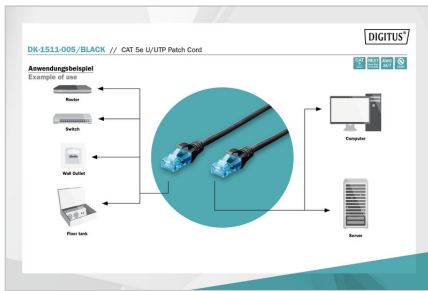 DIGITUS®
DK-1511-005/BLACK // CAT 5e U/UTP Patch Cord
Anwendungsbeispiel
Example of use
Router
Switch
Wall Outlet
Floor tank
Computer
Server